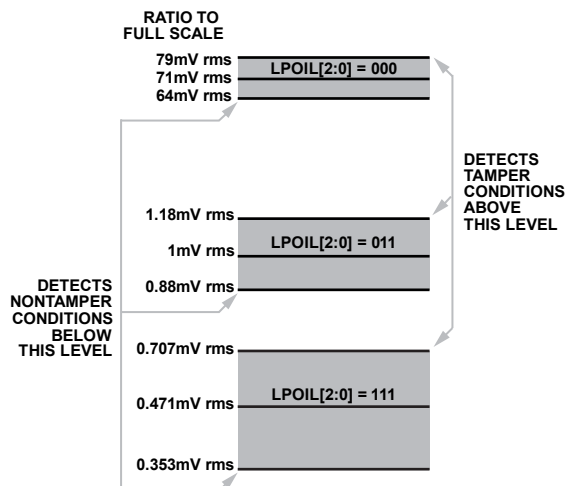 RATIO TO
FULL SCALE
79mV rms
LPOIL[2:0] = 000
71mV rms
64mV rms
DETECTS
TAMPER
CONDITIONS
ABOVE
THIS LEVEL
1.18mV rms
LPOIL[2:0] = 011
1mV rms
0.88mV rms
DETECTS
NONTAMPER
CONDITIONS
BELOW
THIS LEVEL
0.707mV rms
LPOIL[2:0] = 111
0.471mV rms
0.353mV rms